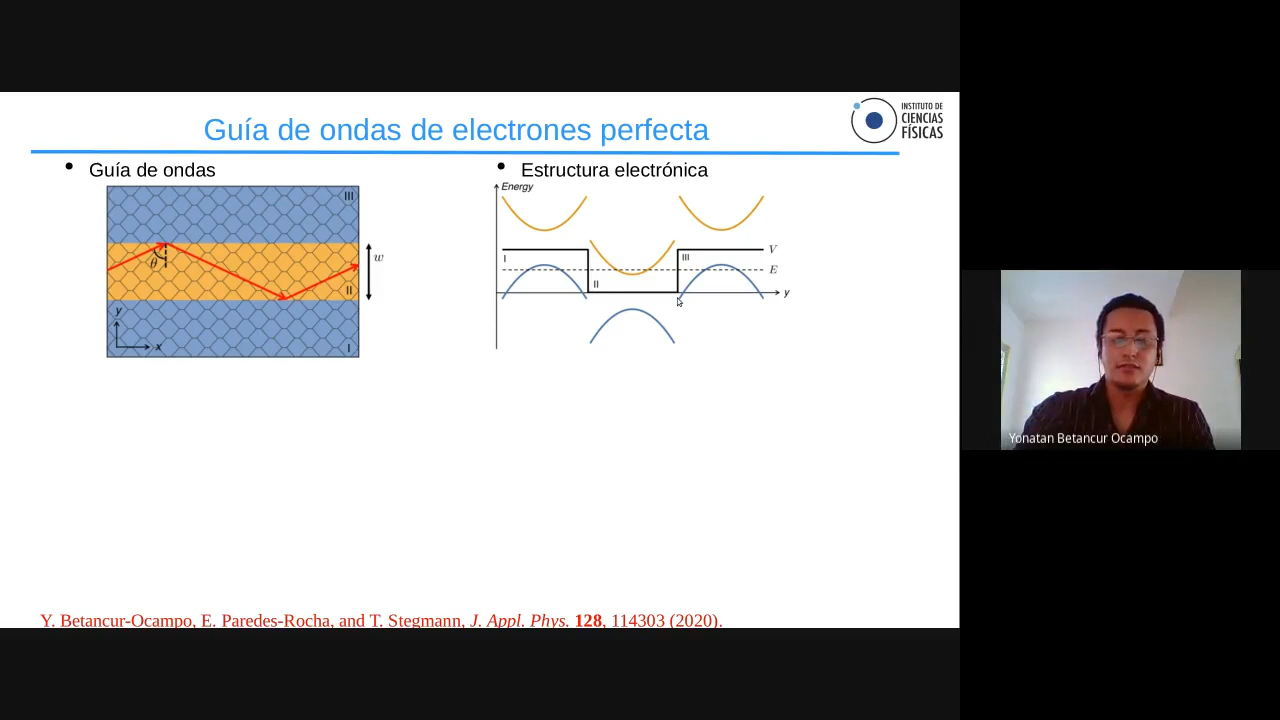 Guía de ondas de electrones perfecta
INSTITUTO DE
CIENCIAS
FÍSICAS
• Guía de ondas
III
θ
II
w
y
x
I
• Estructura electrónica
Energy
V
I
III
E
II
y
Yonatan Betancur Ocampo
Y. Betancur-Ocampo, E. Paredes-Rocha, and T. Stegmann, J. Appl. Phys. 128, 114303 (2020).